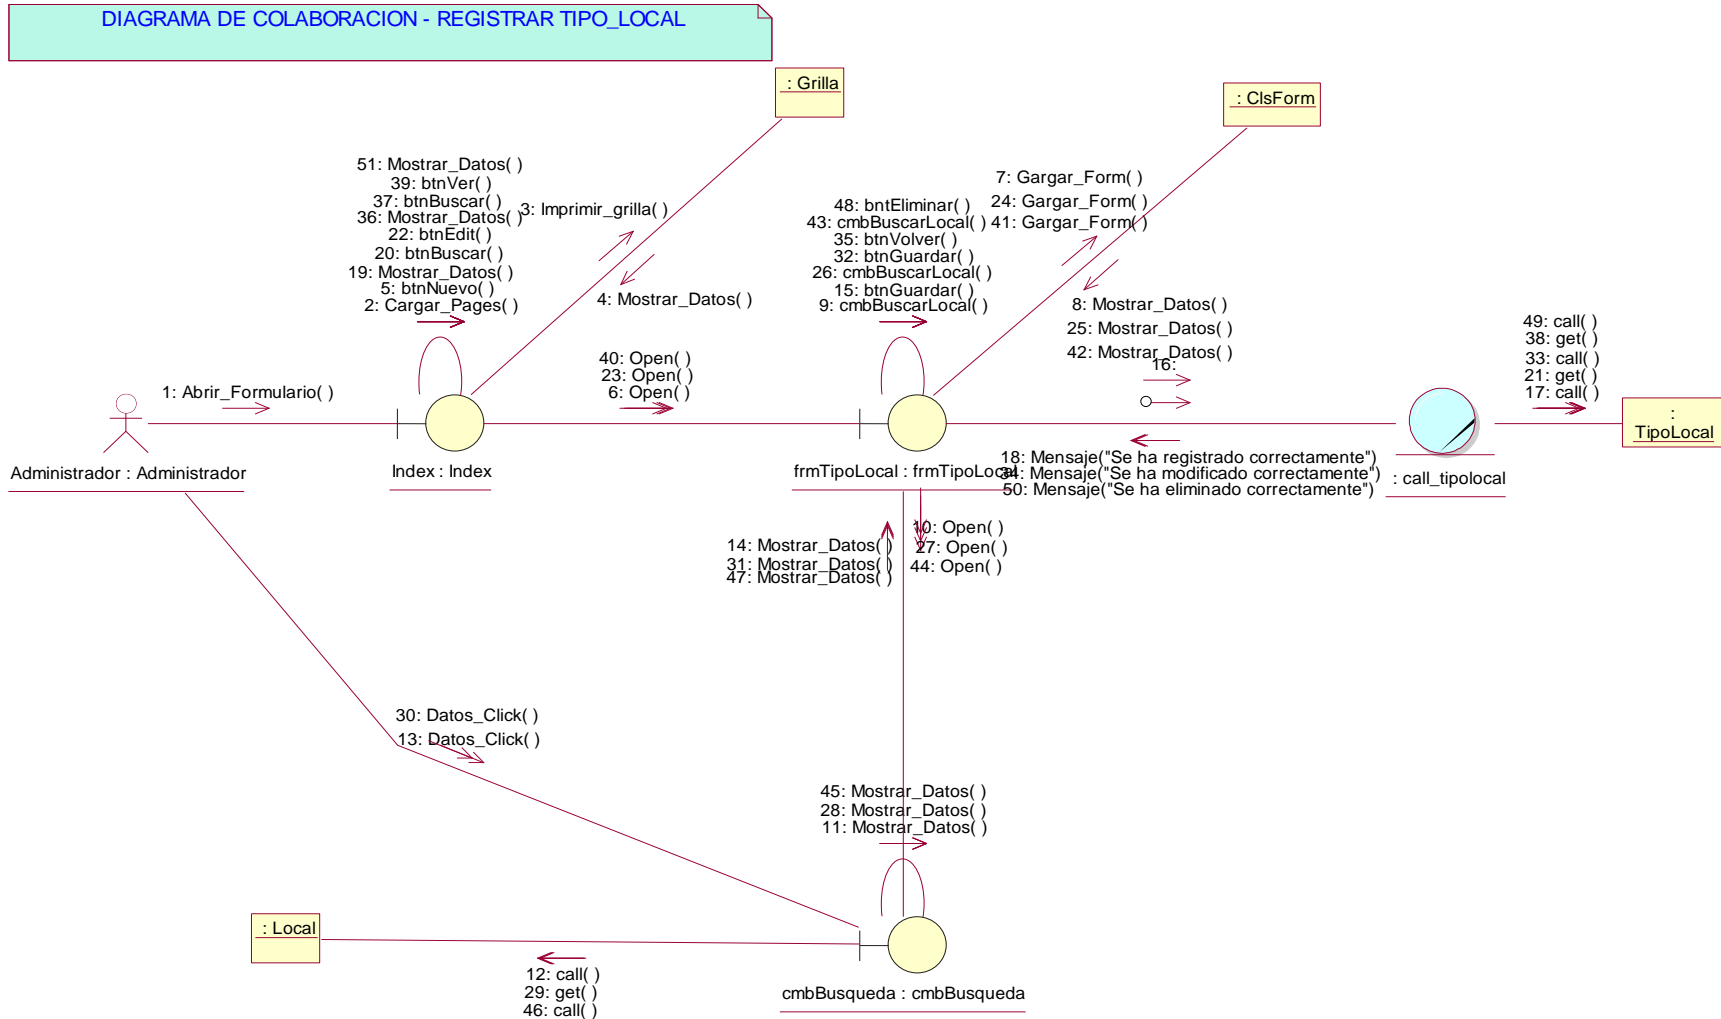 DIAGRAMA DE COLABORACION - REGISTRAR TIPO_LOCAL
: Grilla
: ClsForm
51: Mostrar_Datos( )
39: btnVer( )
37: btnBuscar( )
36: Mostrar_Datos( )
22: btnEdit( )
20: btnBuscar( )
19: Mostrar_Datos( )
5: btnNuevo( )
2: Cargar_Pages( )
3: Imprimir_grilla( )
4: Mostrar_Datos( )
48: bntEliminar( )
43: cmbBuscarLocal( )
35: btnVolver( )
32: btnGuardar( )
26: cmbBuscarLocal( )
15: btnGuardar( )
9: cmbBuscarLocal( )
7: Gargar_Form( )
24: Gargar_Form( )
41: Gargar_Form( )
8: Mostrar_Datos( )
25: Mostrar_Datos( )
42: Mostrar_Datos( )
16:
49: call( )
38: get( )
33: call( )
21: get( )
17: call( )
1: Abrir_Formulario( )
40: Open( )
23: Open( )
6: Open( )
:
TipoLocal
Administrador : Administrador
Index : Index
frmTipoLocal : frmTipoLocal
18: Mensaje("Se ha registrado correctamente")
34: Mensaje("Se ha modificado correctamente")
50: Mensaje("Se ha eliminado correctamente")
: call_tipolocal
14: Mostrar_Datos( )
31: Mostrar_Datos( )
47: Mostrar_Datos( )
10: Open( )
27: Open( )
44: Open( )
30: Datos_Click( )
13: Datos_Click( )
45: Mostrar_Datos( )
28: Mostrar_Datos( )
11: Mostrar_Datos( )
: Local
12: call( )
29: get( )
46: call( )
cmbBusqueda : cmbBusqueda